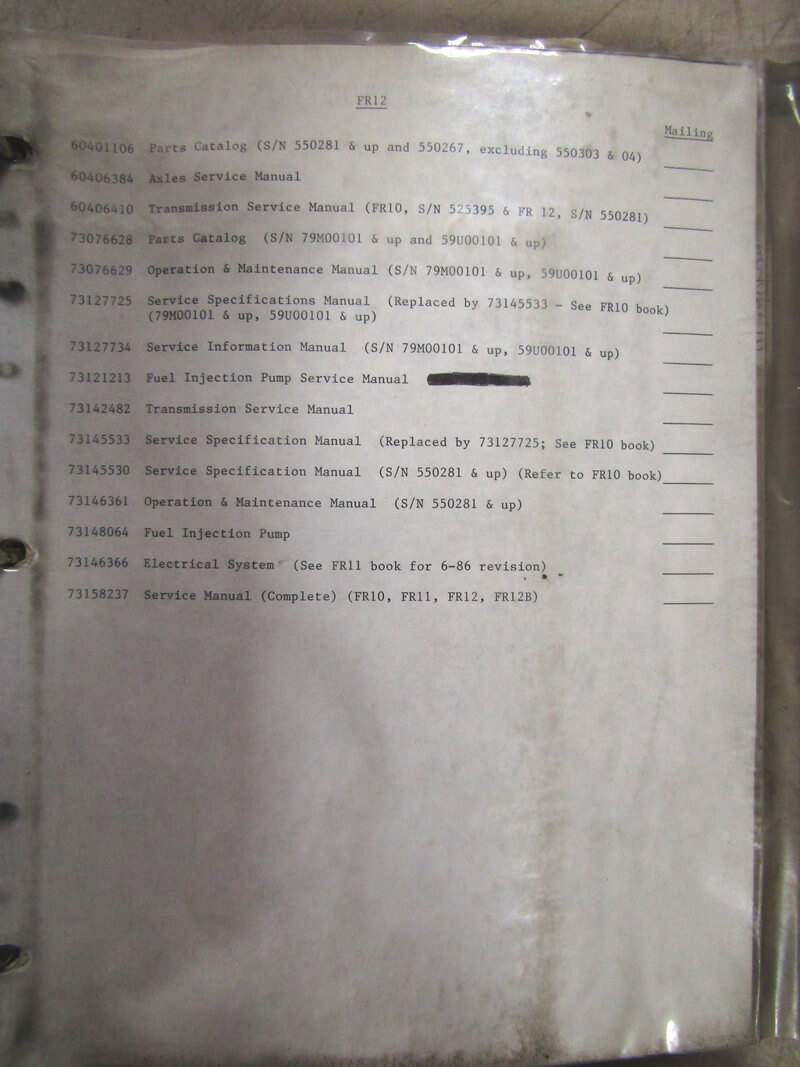 FR12
Mailing
60401106 Parts Catalog (S/N 550281 & up and 550267, excluding 550303 & 04)
60406384 Axles Service Manual
60406410 Transmission Service Manual (FR10, S/N 525395 & FR 12, S/N 550281)
73076628 Parts Catalog (S/N 79M00101 & up and 59U00101 & up)
73076629 Operation & Maintenance Manual (S/N 79M00101 & up, 59U00101 & up)
73127725 Service Specifications Manual (Replaced by 73145533 - See FR10 book)
(79M00101 & up, 59U00101 & up)
73127734 Service Information Manual (S/N 79M00101 & up, 59U00101 & up)
73121213 Fuel Injection Pump Service Manual
73142482 Transmission Service Manual
73145533 Service Specification Manual (Replaced by 73127725; See FR10 book)
73145530 Service Specification Manual (S/N 550281 & up) (Refer to FR10 book)
73146361 Operation & Maintenance Manual (S/N 550281 & up)
73148064 Fuel Injection Pump
73146366 Electrical System (See FR11 book for 6-86 revision)
73158237 Service Manual (Complete) (FR10, FR11, FR12, FR12B)